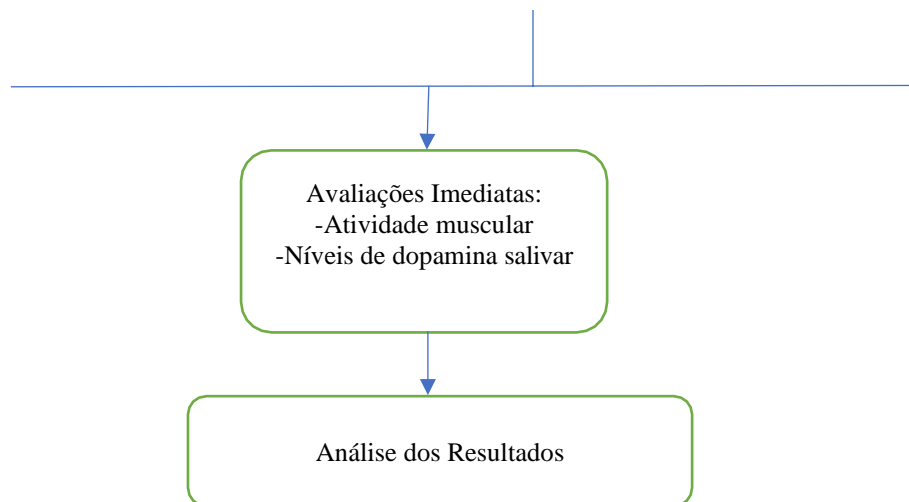 Avaliações Imediatas:
-Atividade muscular
-Níveis de dopamina salivar
Análise dos Resultados